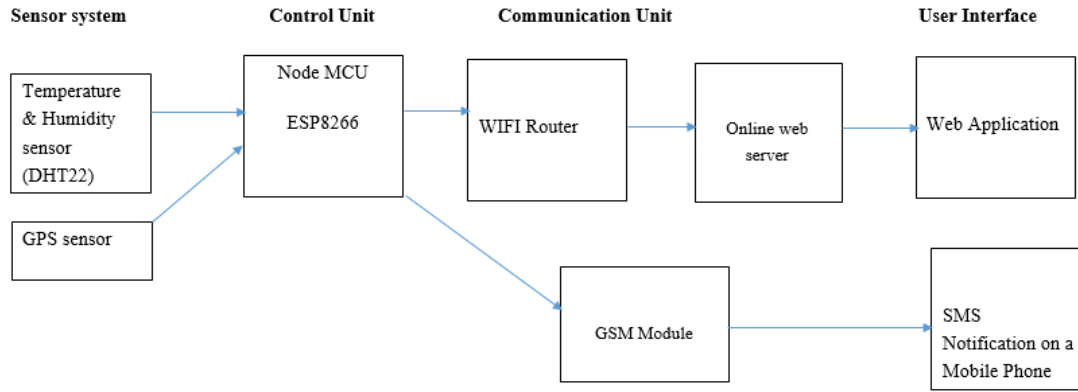 Sensor system
Control Unit
Communication Unit
User Interface
Temperature
& Humidity
sensor
(DHT22)
GPS sensor
Node MCU
ESP8266
WIFI Router
Online web
server
Web Application
GSM Module
SMS
Notification on a
Mobile Phone